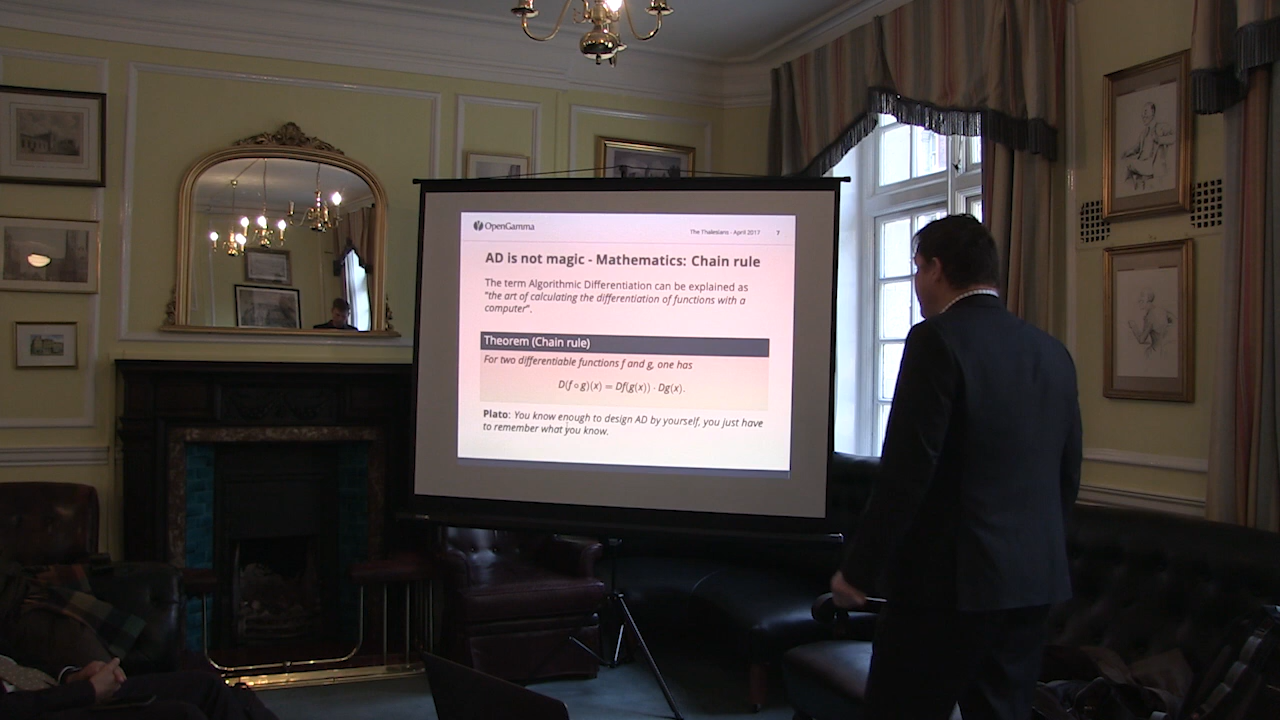 OpenGamma
The Thalesians - April 2017 7
AD is not magic - Mathematics: Chain rule
The term Algorithmic Differentiation can be explained as
"the art of calculating the differentiation of functions with a
computer".
Theorem (Chain rule)
For two differentiable functions f and g, one has
D(f ∘ g)(x) = Df(g(x)) · Dg(x).
Plato: You know enough to design AD by yourself, you just have
to remember what you know.